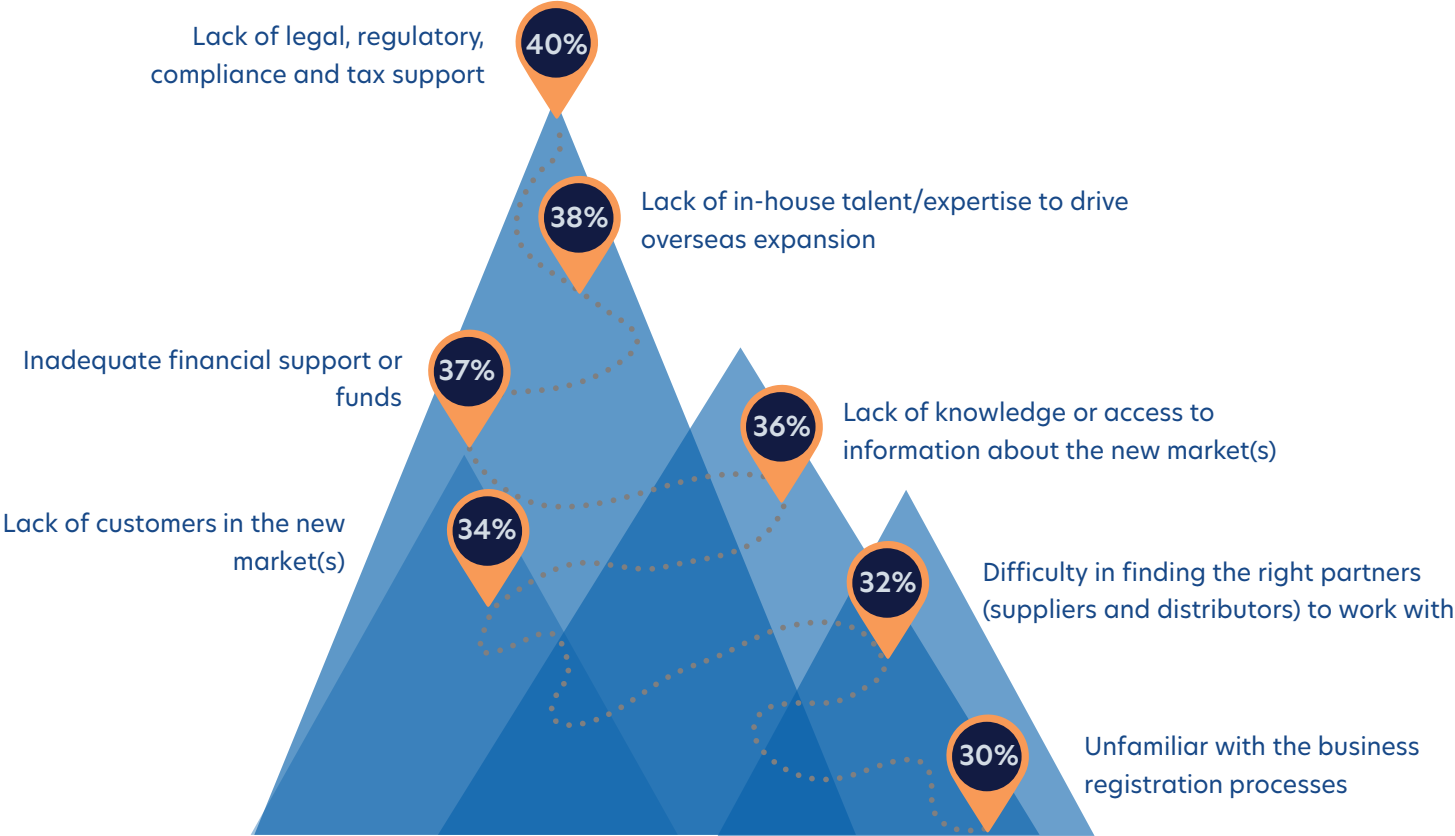 Lack of legal, regulatory,
compliance and tax support
40%
38%
Lack of in-house talent/expertise to drive
overseas expansion
Inadequate financial support or
funds
37%
36%
Lack of knowledge or access to
information about the new market(s)
Lack of customers in the new
market(s)
34%
32%
Difficulty in finding the right partners
(suppliers and distributors) to work with
30%
Unfamiliar with the business
registration processes